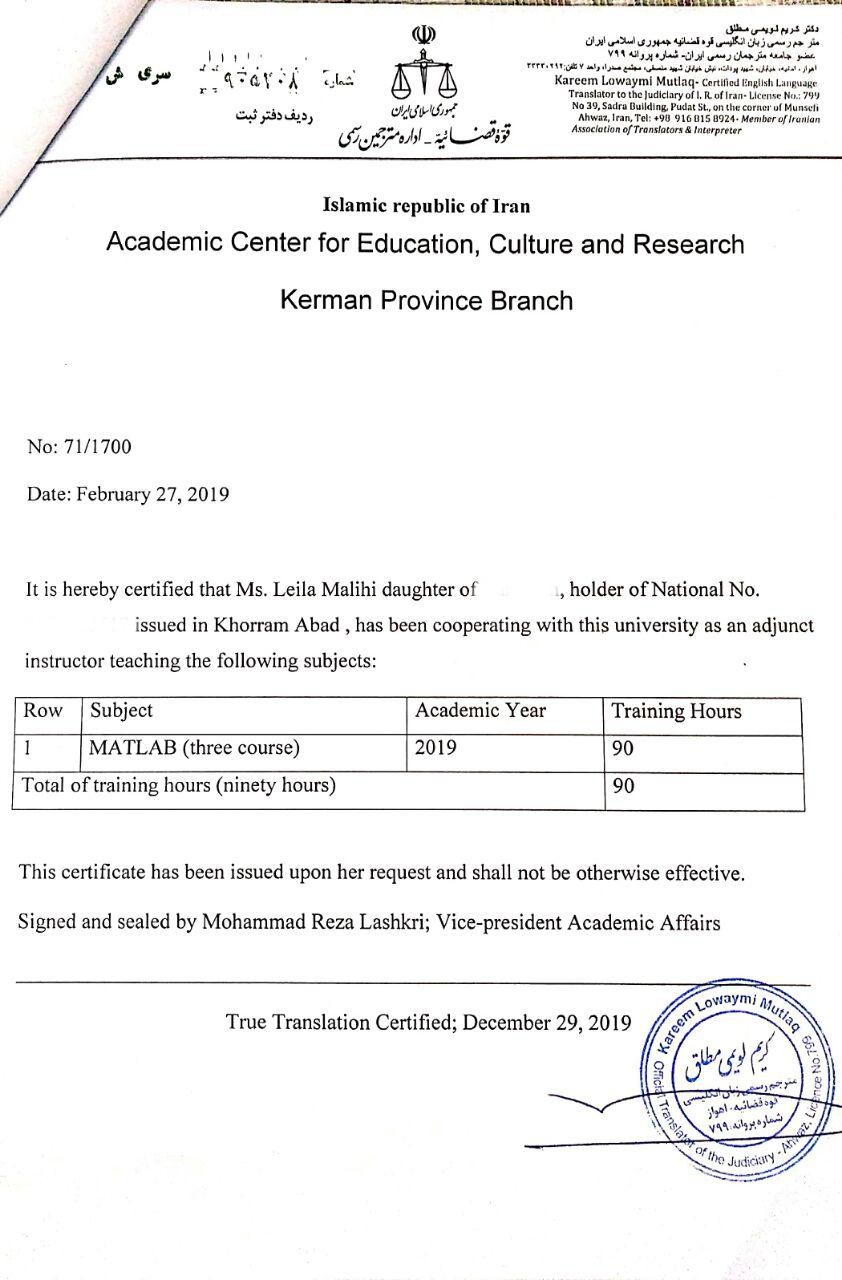 دکتر کریم لویمی مطلق
مترجم رسمی زبان انگلیسی قوه قضائیه جمهوری اسلامی ایران
عضو جامعه مترجمان رسمی ایران- شماره پروانه ۷۹۹
Kareem Lowaymi Mutlaq- Certified English Language
Translator to the Judiciary of I. R. of Iran- License No.: 799
No 39, Sadra Building, Pudat St., on the corner of Munsefi
Ahwaz, Iran, Tel: +98 916 815 8924- Member of Iranian
Association of Translators & Interpreter
جمهوری اسلامی ایران
قوّه قضائیّه - اداره مترجمین رسمی
سری ش
شماره
ردیف دفتر ثبت
Islamic republic of Iran
Academic Center for Education, Culture and Research
Kerman Province Branch
No: 71/1700
Date: February 27, 2019
It is hereby certified that Ms. Leila Malihi daughter of , holder of National No.
issued in Khorram Abad , has been cooperating with this university as an adjunct
instructor teaching the following subjects:
Row Subject Academic Year Training Hours
1 MATLAB (three course) 2019 90
Total of training hours (ninety hours) 90
This certificate has been issued upon her request and shall not be otherwise effective.
Signed and sealed by Mohammad Reza Lashkri; Vice-president Academic Affairs
True Translation Certified; December 29, 2019
Kareem Lowaymi Mutlaq
Official Translator of the Judiciary - Ahwaz, Licence No.799
کریم لویمی مطلق
مترجم رسمی زبان انگلیسی
قوه قضائیه - اهواز
شماره پروانه: ۷۹۹